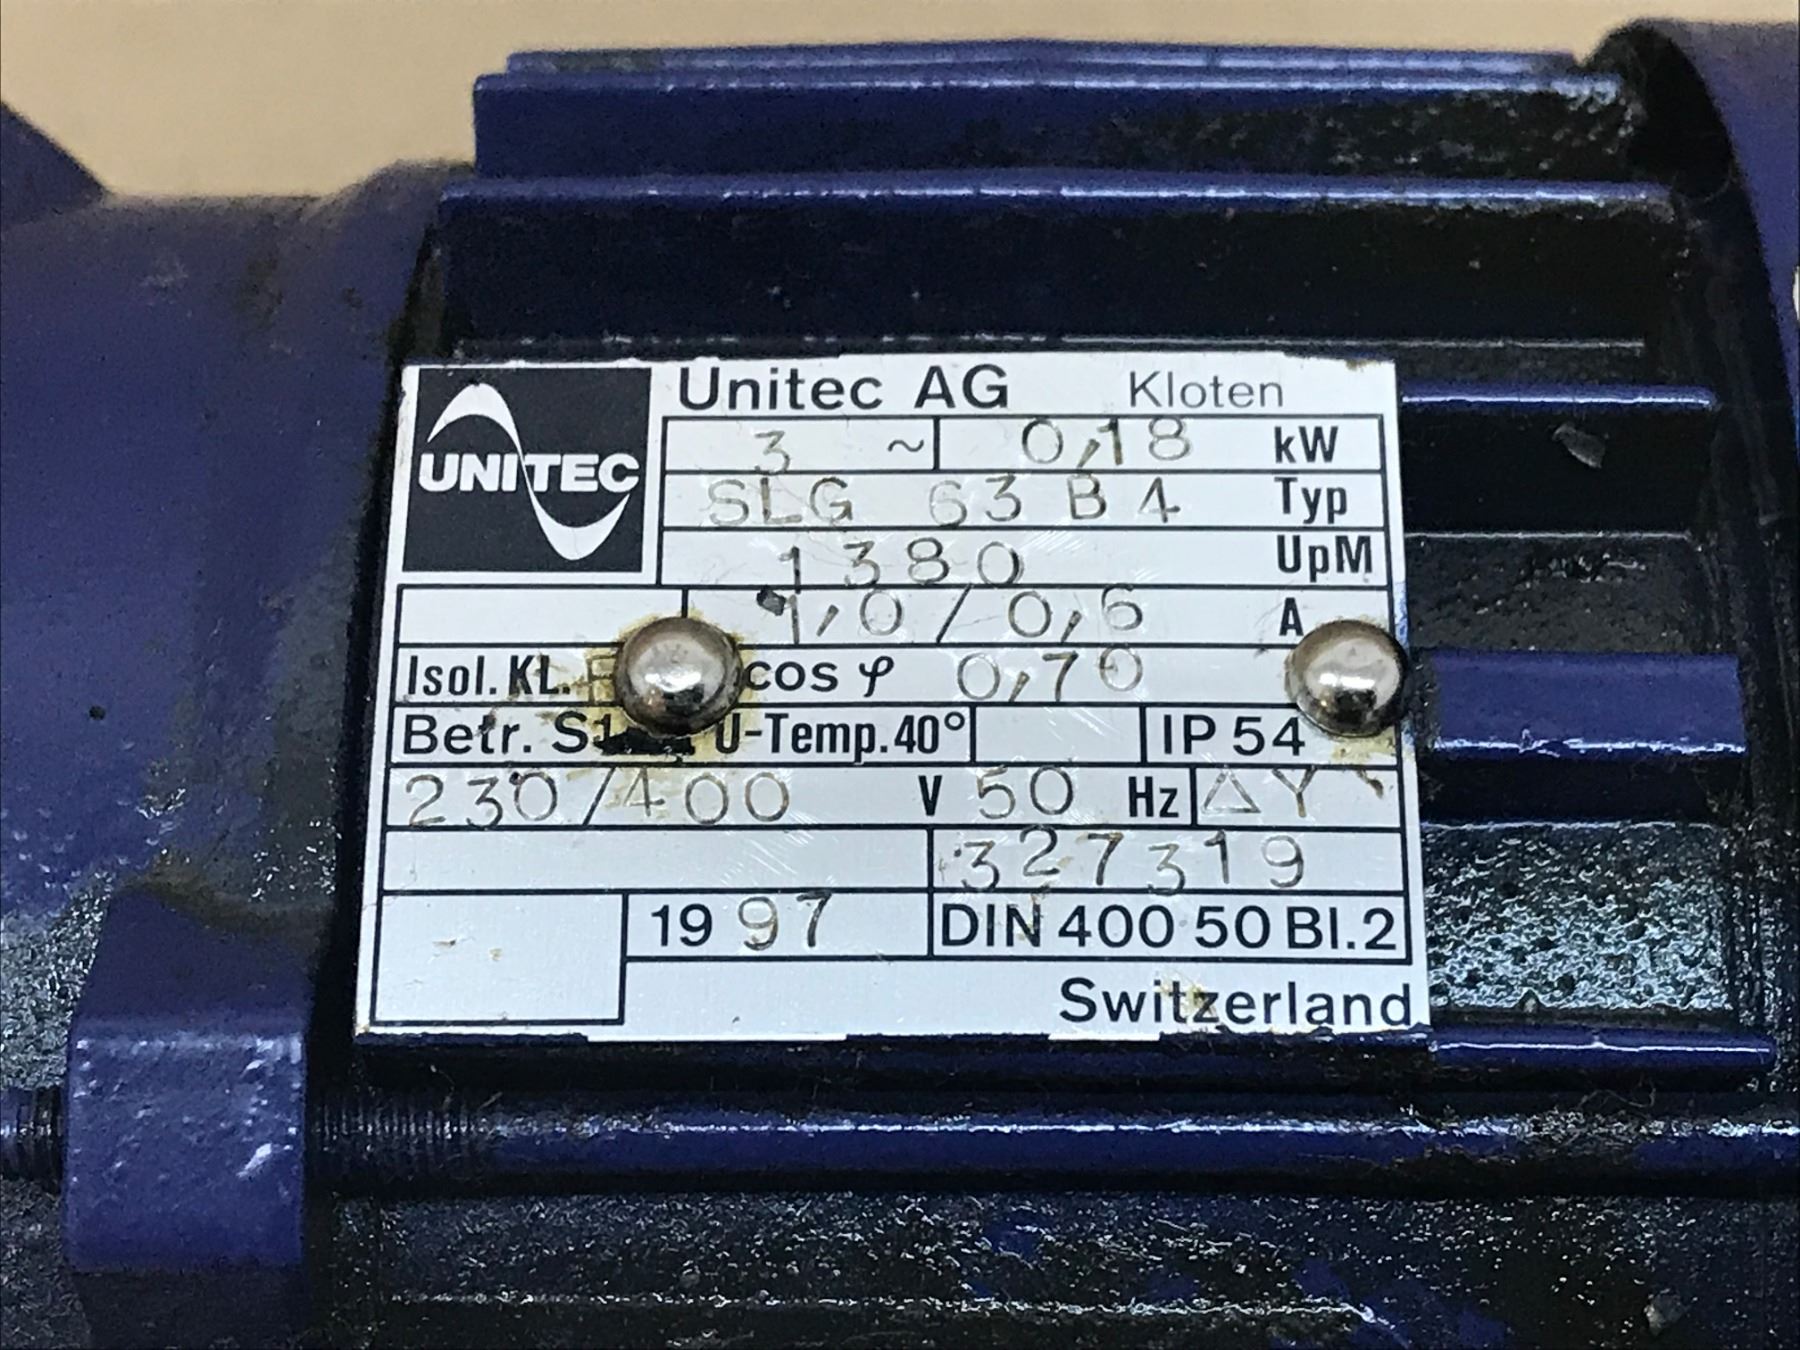 UNITEC
Unitec AG Kloten
3 ~ 0,18 kW
SLG 63 B 4 Typ
1380 UpM
1,0 / 0,6 A
Isol. KL. cos φ 0,70
Betr. S1 U-Temp. 40° IP 54
230/400 V 50 Hz △ Y
327319
19 97 DIN 400 50 Bl. 2
Switzerland